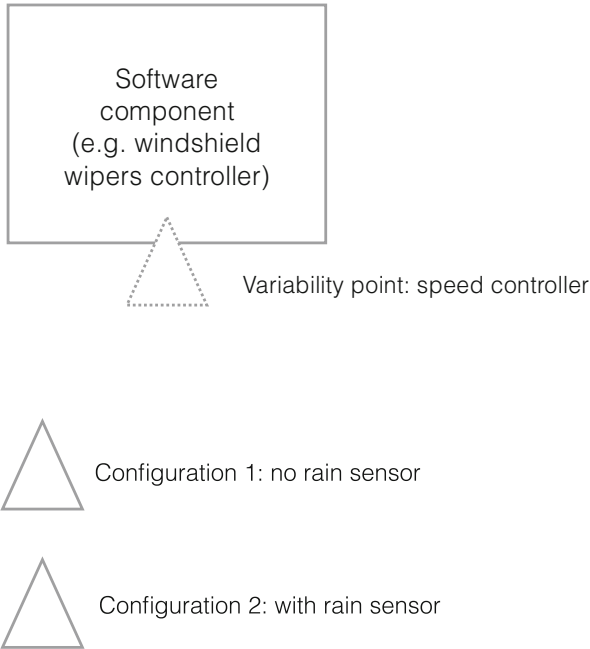 Software
component
(e.g. windshield
wipers controller)
Variability point: speed controller
Configuration 1: no rain sensor
Configuration 2: with rain sensor